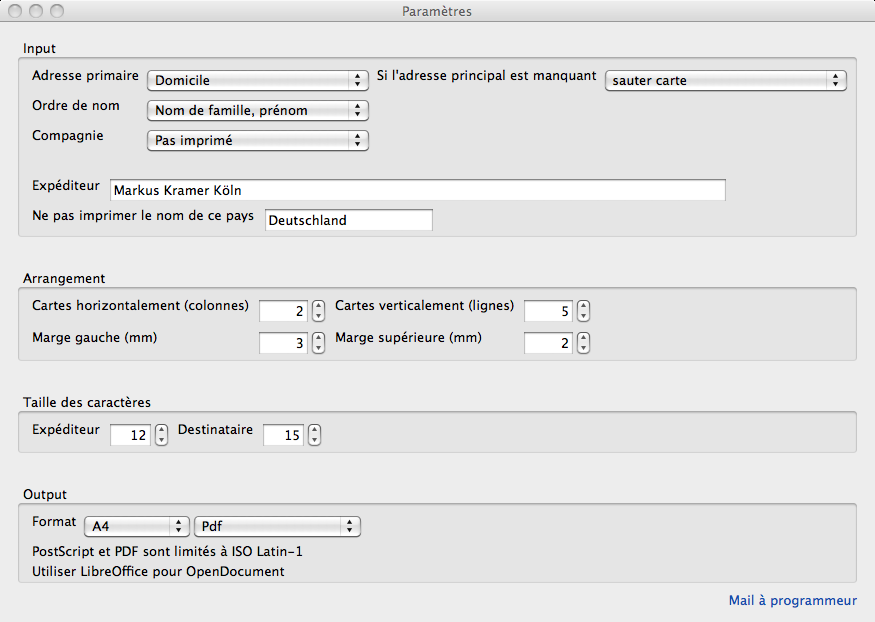 Paramètres
Input
Adresse primaire Domicile Si l'adresse principal est manquant sauter carte
Ordre de nom Nom de famille, prénom
Compagnie Pas imprimé
Expéditeur Markus Kramer Köln
Ne pas imprimer le nom de ce pays Deutschland
Arrangement
Cartes horizontalement (colonnes) 2 Cartes verticalement (lignes) 5
Marge gauche (mm) 3 Marge supérieure (mm) 2
Taille des caractères
Expéditeur 12 Destinataire 15
Output
Format A4 Pdf
PostScript et PDF sont limités à ISO Latin-1
Utiliser LibreOffice pour OpenDocument
Mail à programmeur